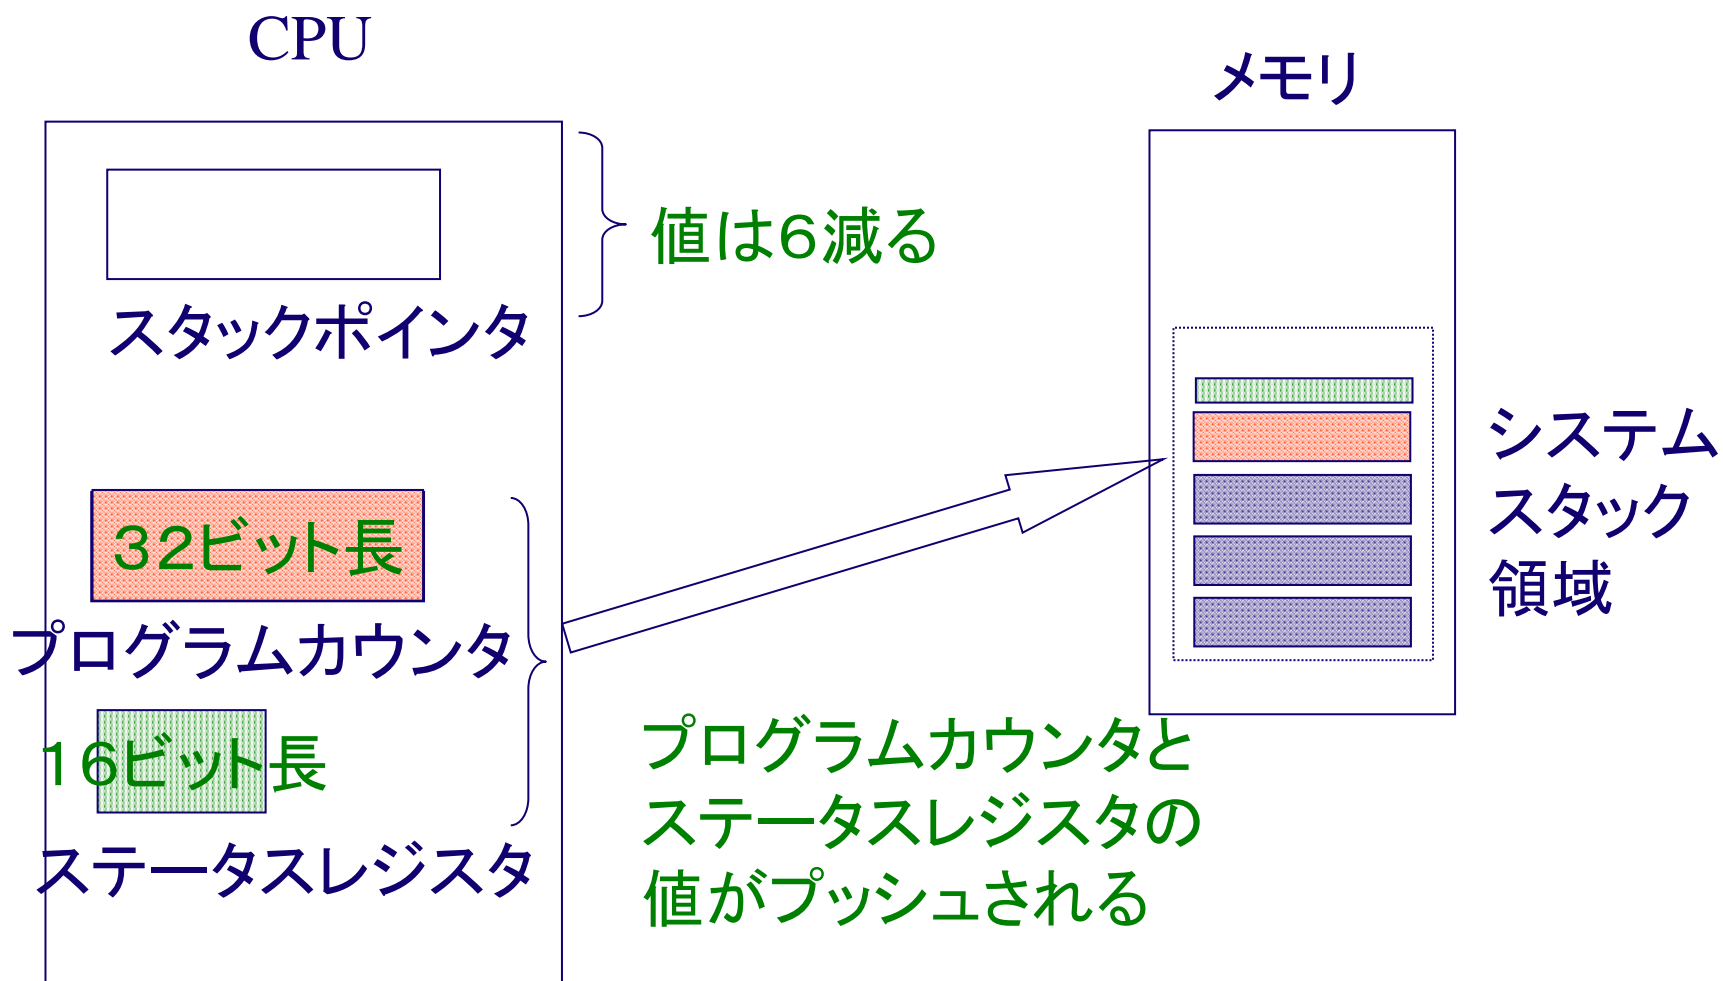 CPU
メモリ
値は６減る
スタックポインタ
システム
スタック
領域
３２ビット長
プログラムカウンタ
１６ビット長
ステータスレジスタ
プログラムカウンタと
ステータスレジスタの
値がプッシュされる